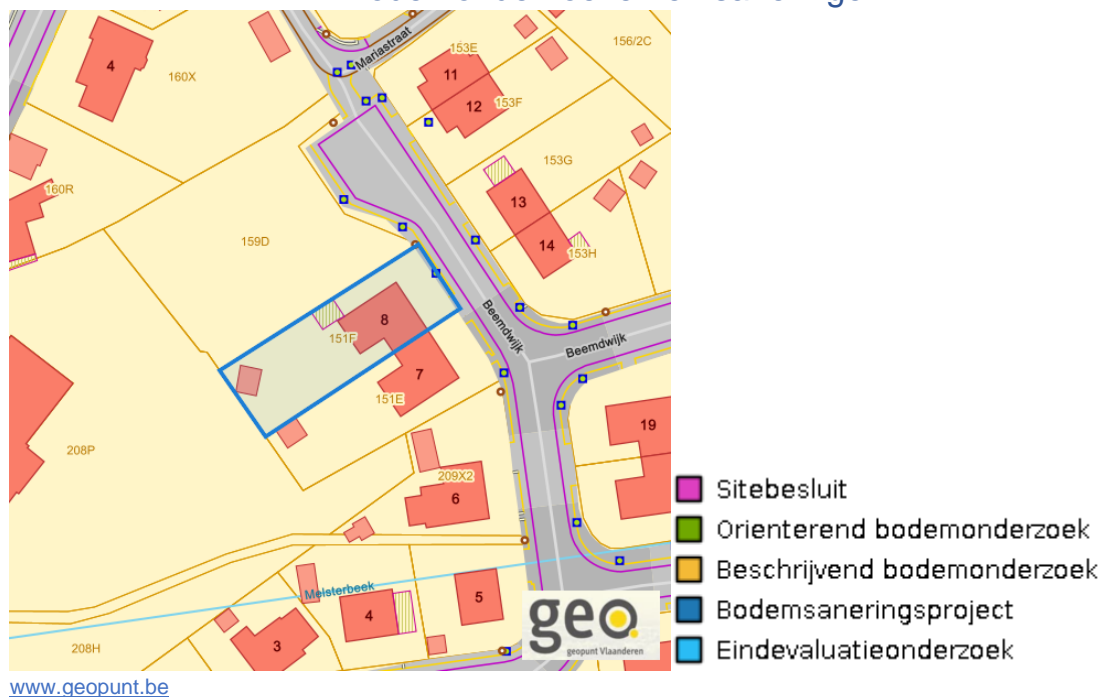 Mariastraat
153E
156/2C
4
160X
11
12
153F
153G
160R
13
14
153H
159D
8
151F
Beemdwijk
Beemdwijk
7
151E
19
208P
209X2
6
Meisterbeek
4
5
3
208H
geo.
geopunt Vlaanderen
Sitebesluit
Orienterend bodemonderzoek
Beschrijvend bodemonderzoek
Bodemsaneringsproject
Eindevaluatieonderzoek
www.geopunt.be